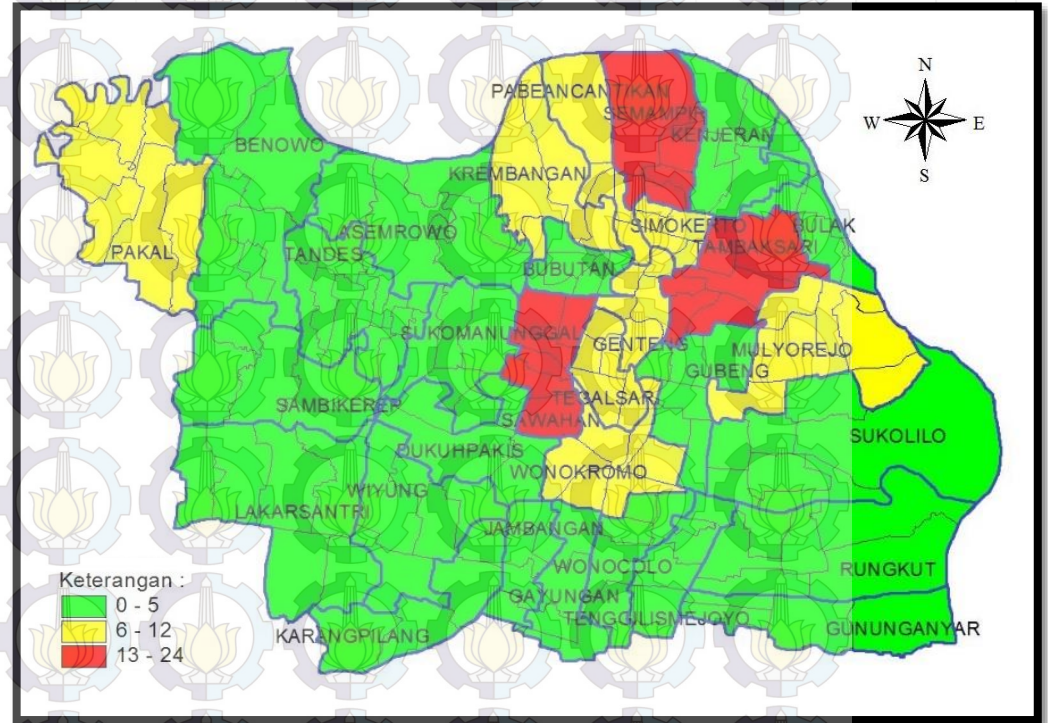 N
W E
S
PABEANCANTIKAN
SEMAMPIR
KENJERAN
BENOWO
KREMBANGAN
SIMOKERTO
BULAK
ASEMROWO
TAMBAKSARI
PAKAL
TANDES
BUBUTAN
SUKOMANUNGGAL
GENTENG
MULYOREJO
GUBENG
TEGALSARI
SAMBIKEREP
SAWAHAN
SUKOLILO
DUKUHPAKIS
WONOKROMO
WIYUNG
LAKARSANTRI
JAMBANGAN
WONOCOLO
RUNGKUT
GAYUNGAN
TENGGILISMEJOYO
GUNUNGANYAR
KARANGPILANG
Keterangan :
0 - 5
6 - 12
13 - 24